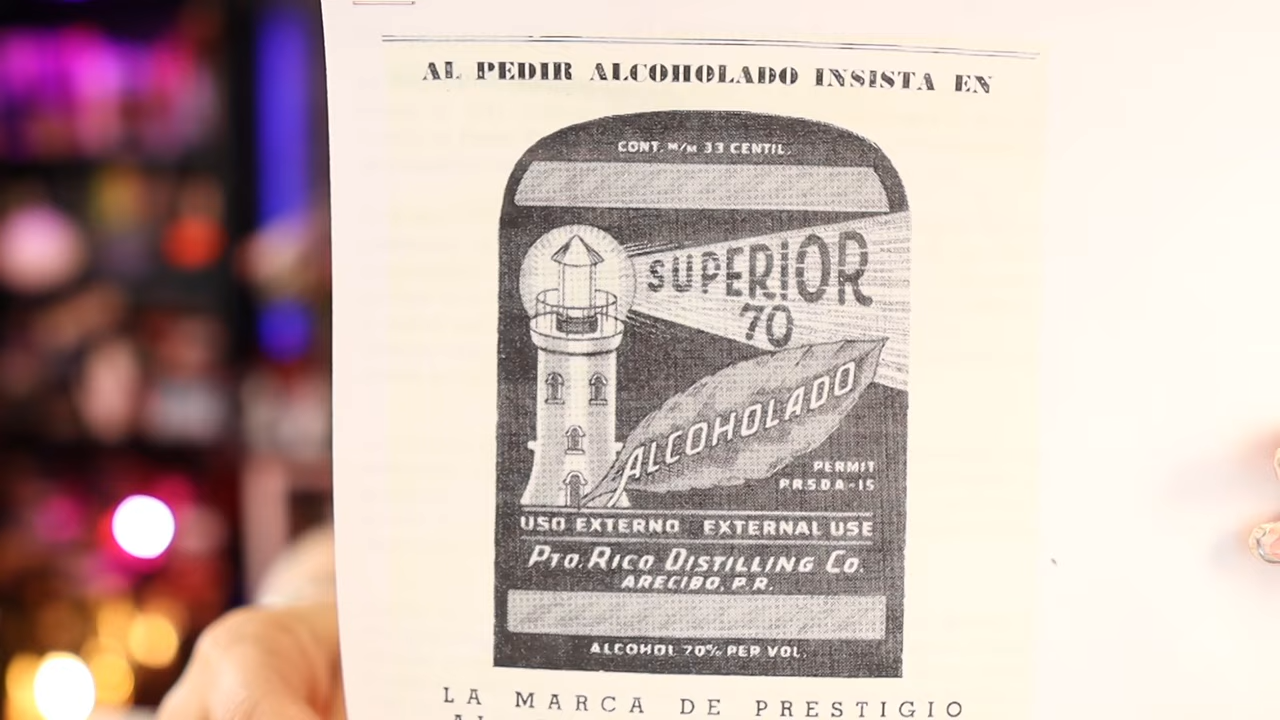 AL PEDIR ALCOHOLADO INSISTA EN
CONT. M/M 33 CENTIL.
SUPERIOR
70
ALCOHOLADO
PERMIT
P.R.S.D.A-15
USO EXTERNO EXTERNAL USE
PTO. RICO DISTILLING CO.
ARECIBO, P.R.
ALCOHOL 70% PER VOL.
LA MARCA DE PRESTIGIO